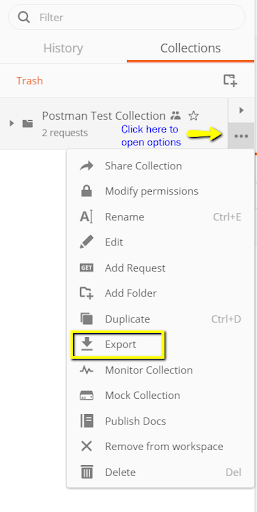 Filter
History Collections
Trash
Postman Test Collection
2 requests
Click here to
open options
Share Collection
Modify permissions
Rename Ctrl+E
Edit
GET Add Request
Add Folder
Duplicate Ctrl+D
Export
Monitor Collection
Mock Collection
Publish Docs
Remove from workspace
Delete Del